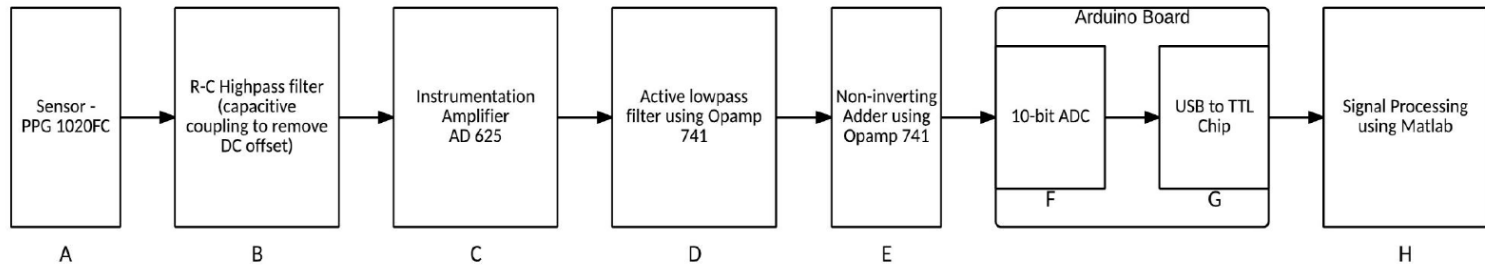 Arduino Board
Sensor -
PPG 1020FC
R-C Highpass filter
(capacitive
coupling to remove
DC offset)
Instrumentation
Amplifier
AD 625
Active lowpass
filter using Opamp
741
Non-inverting
Adder using
Opamp 741
10-bit ADC
USB to TTL
Chip
Signal Processing
using Matlab
F
G
A
B
C
D
E
H